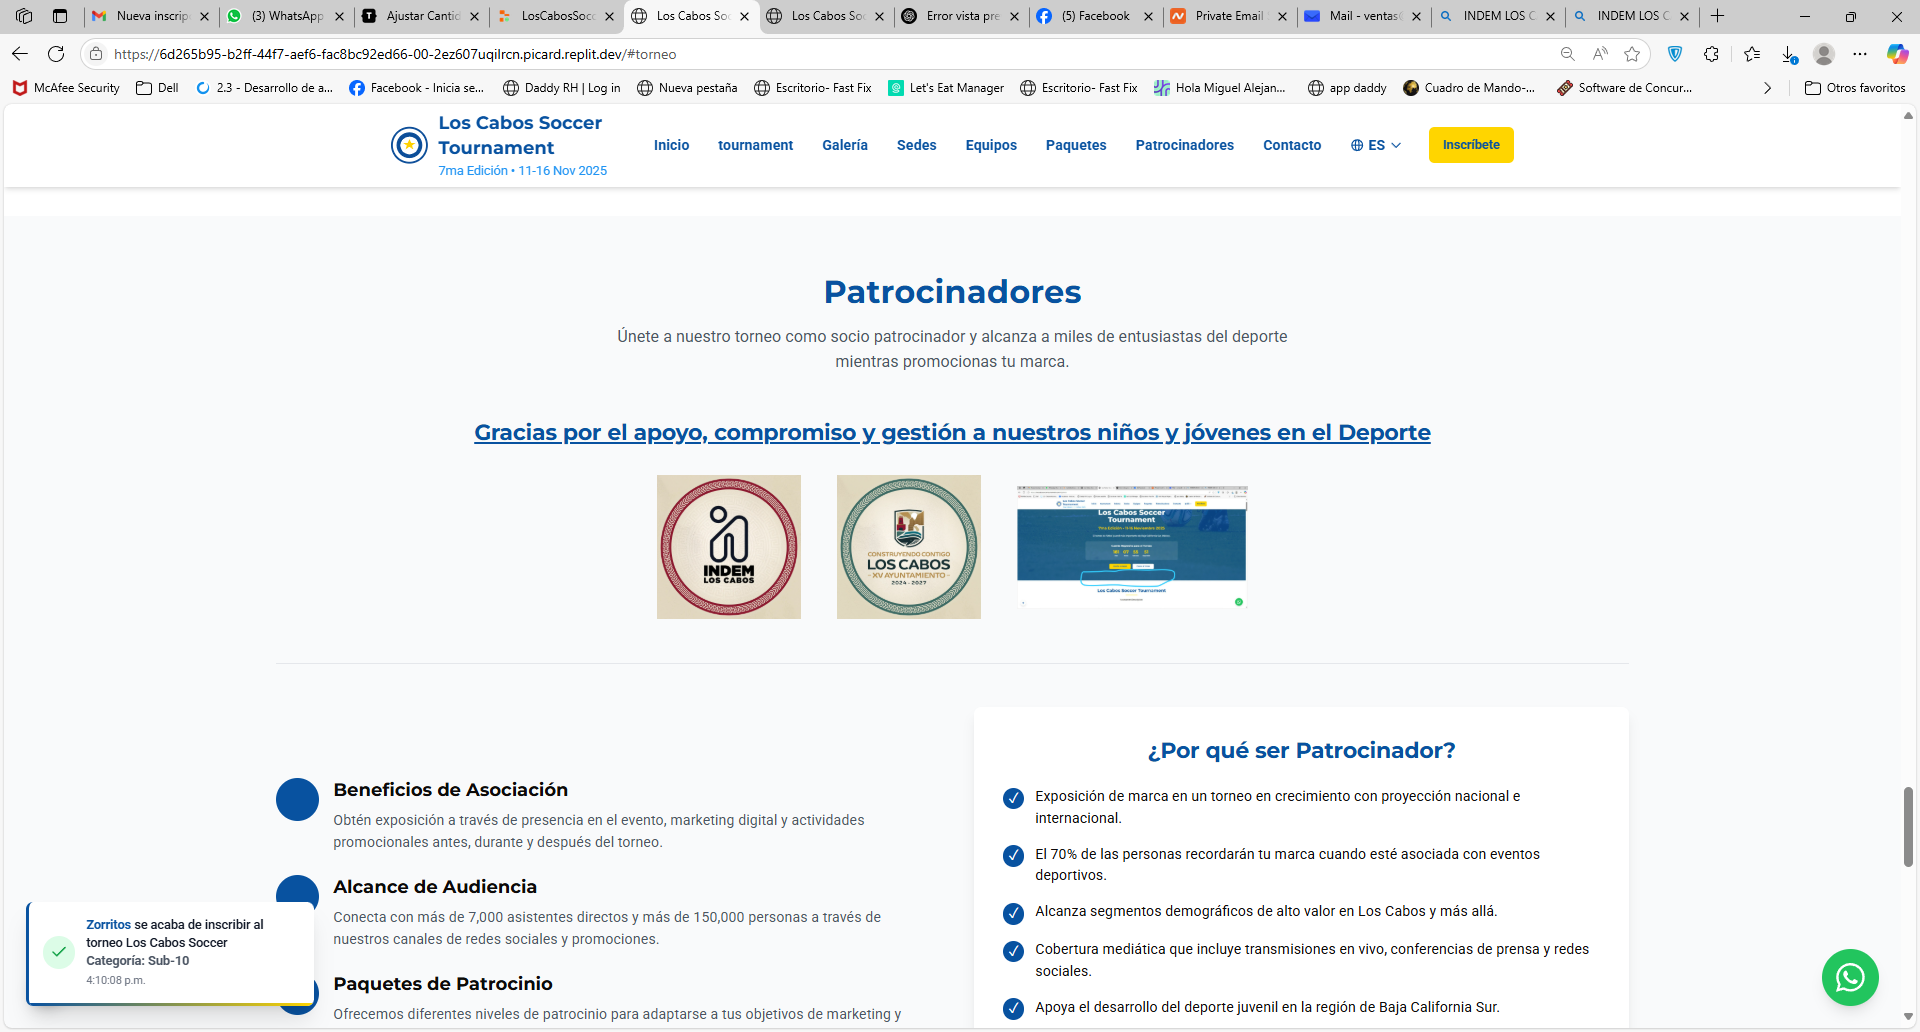 Nueva inscrip
(3) WhatsApp
Ajustar Cantid
LosCabosSocc
Los Cabos Soc
Los Cabos Soc
Error vista pre
(5) Facebook
Private Email
Mail - ventas
INDEM LOS C
INDEM LOS C
https://6d265b95-b2ff-44f7-aef6-fac8bc92ed66-00-2ez607uqilrcn.picard.replit.dev/#torneo
McAfee Security
Dell
2.3 - Desarrollo de a...
Facebook - Inicia se...
Daddy RH | Log in
Nueva pestaña
Escritorio- Fast Fix
Let's Eat Manager
Escritorio- Fast Fix
Hola Miguel Alejan...
app daddy
Cuadro de Mando-...
Software de Concur...
Otros favoritos
Los Cabos Soccer
Tournament
7ma Edición • 11-16 Nov 2025
Inicio
tournament
Galería
Sedes
Equipos
Paquetes
Patrocinadores
Contacto
ES
Inscríbete
Patrocinadores
Únete a nuestro torneo como socio patrocinador y alcanza a miles de entusiastas del deporte
mientras promocionas tu marca.
Gracias por el apoyo, compromiso y gestión a nuestros niños y jóvenes en el Deporte
INDEM
LOS CABOS
CONSTRUYENDO CONTIGO
LOS CABOS
- XV AYUNTAMIENTO -
2024 - 2027
Los Cabos Soccer
Tournament
Los Cabos Soccer Tournament
Beneficios de Asociación
Obtén exposición a través de presencia en el evento, marketing digital y actividades
promocionales antes, durante y después del torneo.
Alcance de Audiencia
Conecta con más de 7,000 asistentes directos y más de 150,000 personas a través de
nuestros canales de redes sociales y promociones.
Paquetes de Patrocinio
Ofrecemos diferentes niveles de patrocinio para adaptarse a tus objetivos de marketing y
¿Por qué ser Patrocinador?
Exposición de marca en un torneo en crecimiento con proyección nacional e
internacional.
El 70% de las personas recordarán tu marca cuando esté asociada con eventos
deportivos.
Alcanza segmentos demográficos de alto valor en Los Cabos y más allá.
Cobertura mediática que incluye transmisiones en vivo, conferencias de prensa y redes
sociales.
Apoya el desarrollo del deporte juvenil en la región de Baja California Sur.
Zorritos se acaba de inscribir al
torneo Los Cabos Soccer
Categoría: Sub-10
4:10:08 p.m.